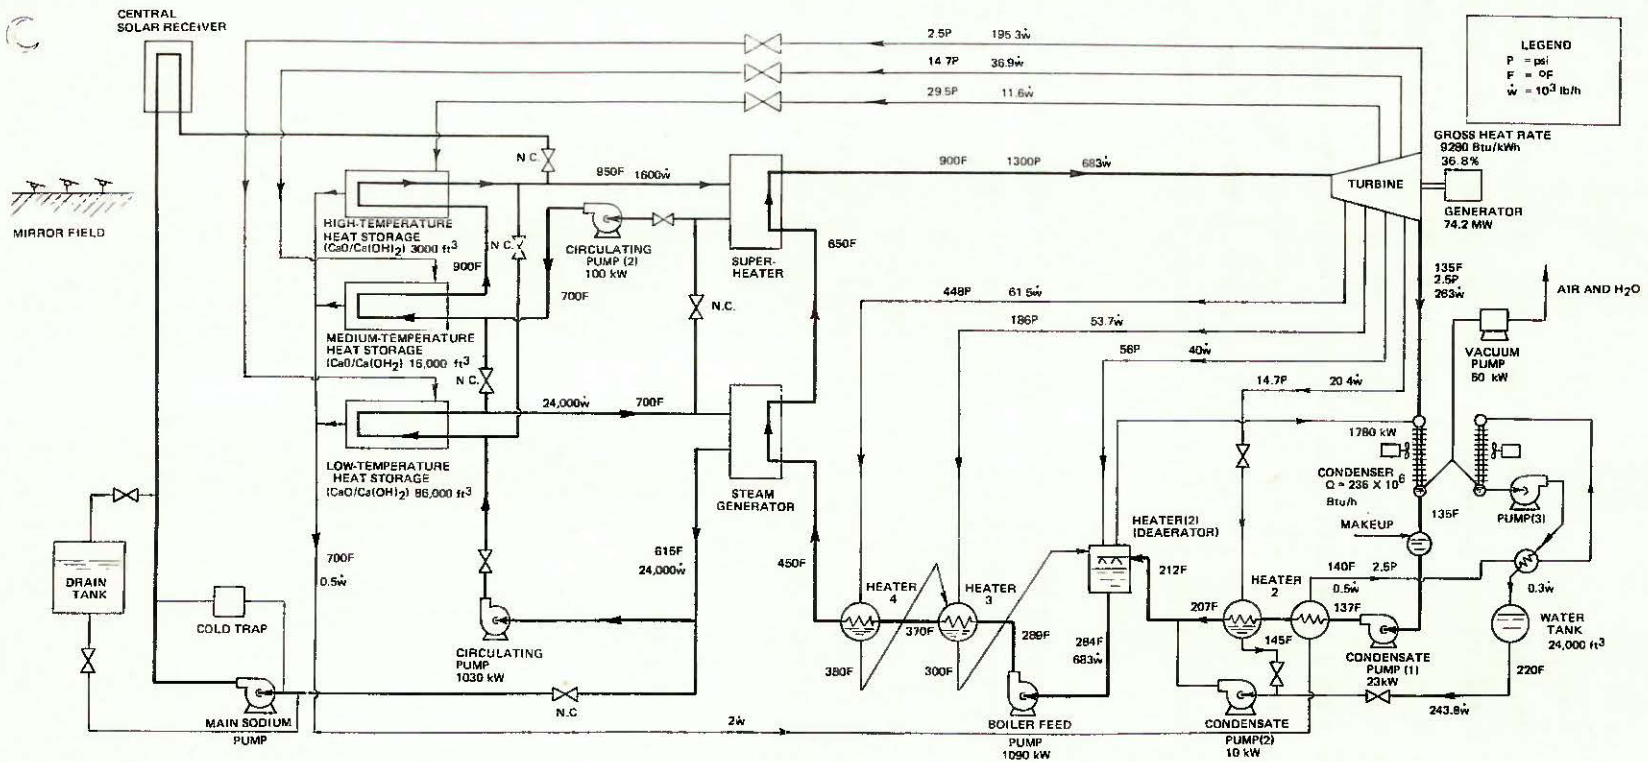 CENTRAL
SOLAR RECEIVER
2.5P 195.3ẇ
14.7P 36.9ẇ
29.5P 11.6ẇ
LEGEND
P = psi
F = °F
ẇ = 10³ lb/h
GROSS HEAT RATE
9280 Btu/kWh
36.8%
TURBINE
GENERATOR
74.2 MW
N.C.
950F 1600ẇ
900F 1300P 683ẇ
MIRROR FIELD
HIGH-TEMPERATURE
HEAT STORAGE
(CaO/Ca(OH)₂) 3000 ft³
900F
N.C.
CIRCULATING
PUMP (2)
100 kW
SUPER-
HEATER
650F
700F
N.C.
MEDIUM-TEMPERATURE
HEAT STORAGE
(CaO/Ca(OH₂) 16,000 ft³
N.C.
448P 61.5ẇ
186P 53.7ẇ
56P 40ẇ
14.7P 20.4ẇ
135F
2.5P
263ẇ
AIR AND H₂O
VACUUM
PUMP
60 kW
24,000ẇ 700F
LOW-TEMPERATURE
HEAT STORAGE
(CaO/Ca(OH)₂) 86,000 ft³
STEAM
GENERATOR
1780 kW
CONDENSER
Q = 236 X 10⁶
Btu/h
135F
PUMP(3)
MAKEUP
HEATER(2)
(DEAERATOR)
DRAIN
TANK
COLD TRAP
700F
0.5ẇ
615F
24,000ẇ
450F
HEATER
4
HEATER
3
370F
380F
300F
289F
284F
683ẇ
212F
207F
HEATER
2
145F
140F 2.5P
0.5ẇ
137F
0.3ẇ
WATER
TANK
24,000 ft³
220F
CONDENSATE
PUMP (1)
23kW
243.8ẇ
CIRCULATING
PUMP
1030 kW
MAIN SODIUM
PUMP
N.C
2ẇ
BOILER FEED
PUMP
1090 kW
CONDENSATE
PUMP(2)
10 kW